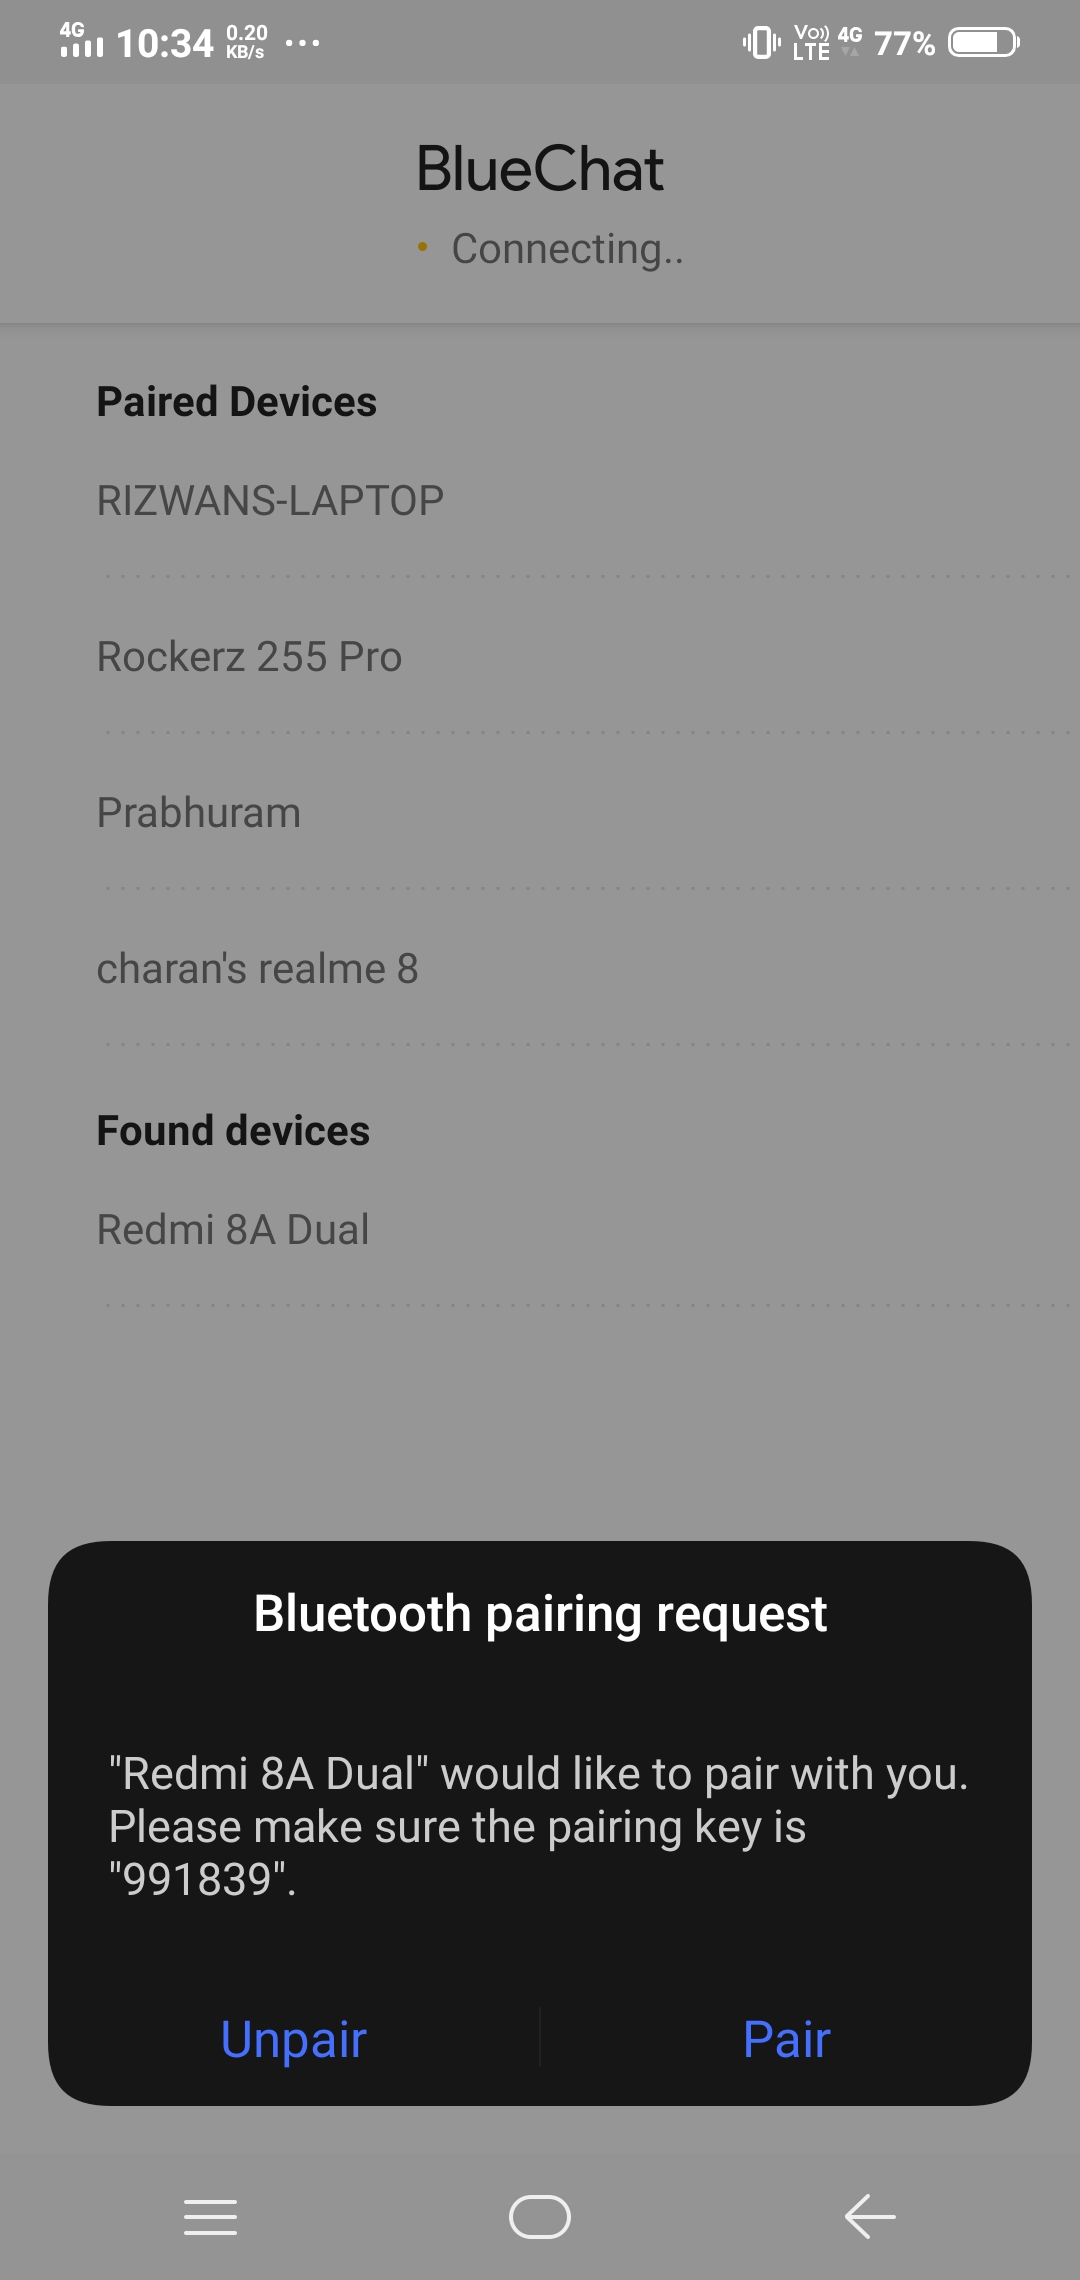 4G 10:34 0.20 KB/s ... Vo)) LTE 4G 77%
BlueChat
• Connecting..
Paired Devices
RIZWANS-LAPTOP
Rockerz 255 Pro
Prabhuram
charan's realme 8
Found devices
Redmi 8A Dual
Bluetooth pairing request
"Redmi 8A Dual" would like to pair with you.
Please make sure the pairing key is
"991839".
Unpair Pair